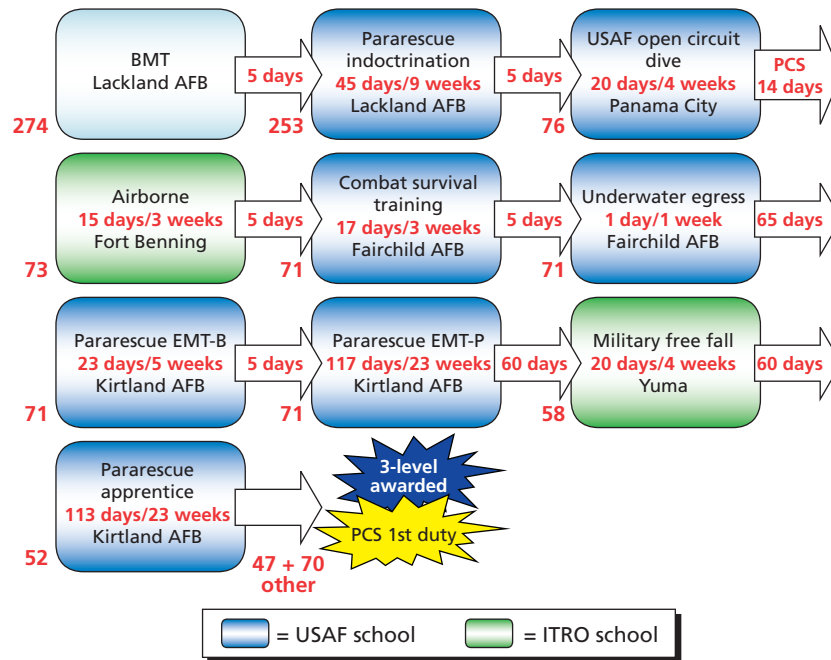 BMT
Lackland AFB
274
5 days
Pararescue
indoctrination
45 days/9 weeks
Lackland AFB
253
5 days
USAF open circuit
dive
20 days/4 weeks
Panama City
76
PCS
14 days
Airborne
15 days/3 weeks
Fort Benning
73
5 days
Combat survival
training
17 days/3 weeks
Fairchild AFB
71
5 days
Underwater egress
1 day/1 week
Fairchild AFB
71
65 days
Pararescue EMT-B
23 days/5 weeks
Kirtland AFB
71
5 days
Pararescue EMT-P
117 days/23 weeks
Kirtland AFB
71
60 days
Military free fall
20 days/4 weeks
Yuma
58
60 days
Pararescue
apprentice
113 days/23 weeks
Kirtland AFB
52
47 + 70
other
3-level
awarded
PCS 1st duty
= USAF school
= ITRO school